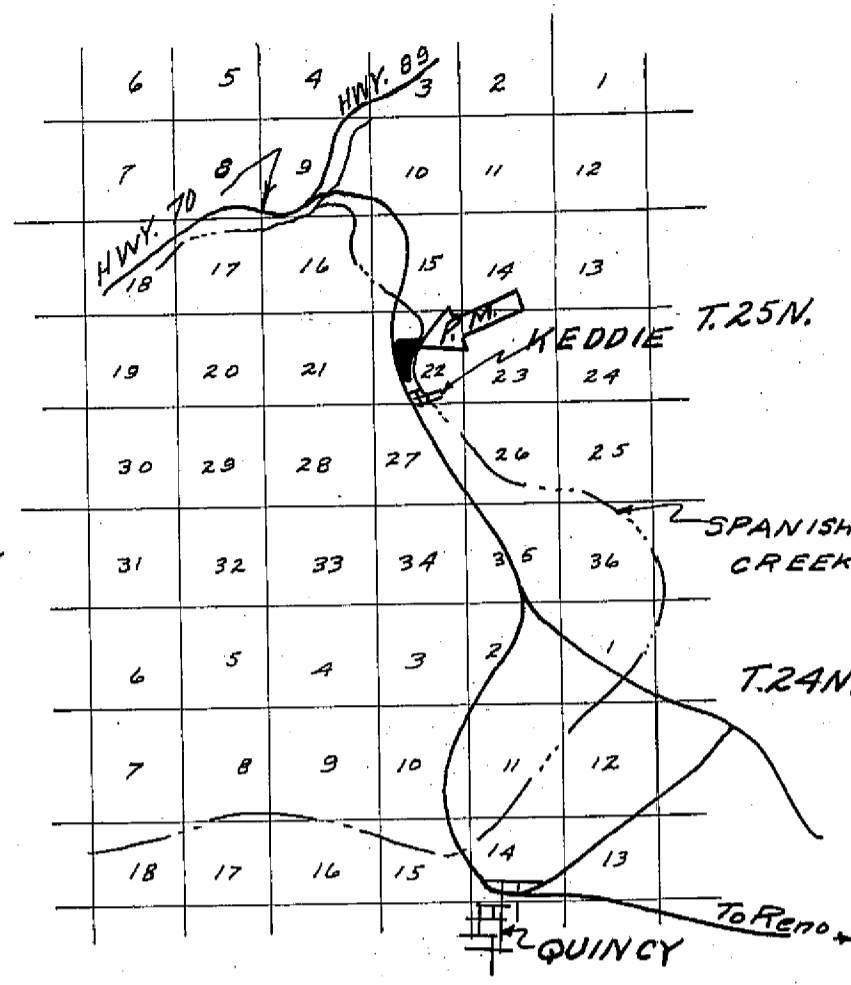 6 5 4 HWY. 89 3 2 1
7 8 9 10 11 12
HWY. 70
18 17 16 15 14 13
P. M.
KEDDIE T. 25N.
19 20 21 22 23 24
30 29 28 27 26 25
SPANISH
CREEK
31 32 33 34 35 36
6 5 4 3 2 1
T. 24N.
7 8 9 10 11 12
18 17 16 15 14 13
To Reno
QUINCY